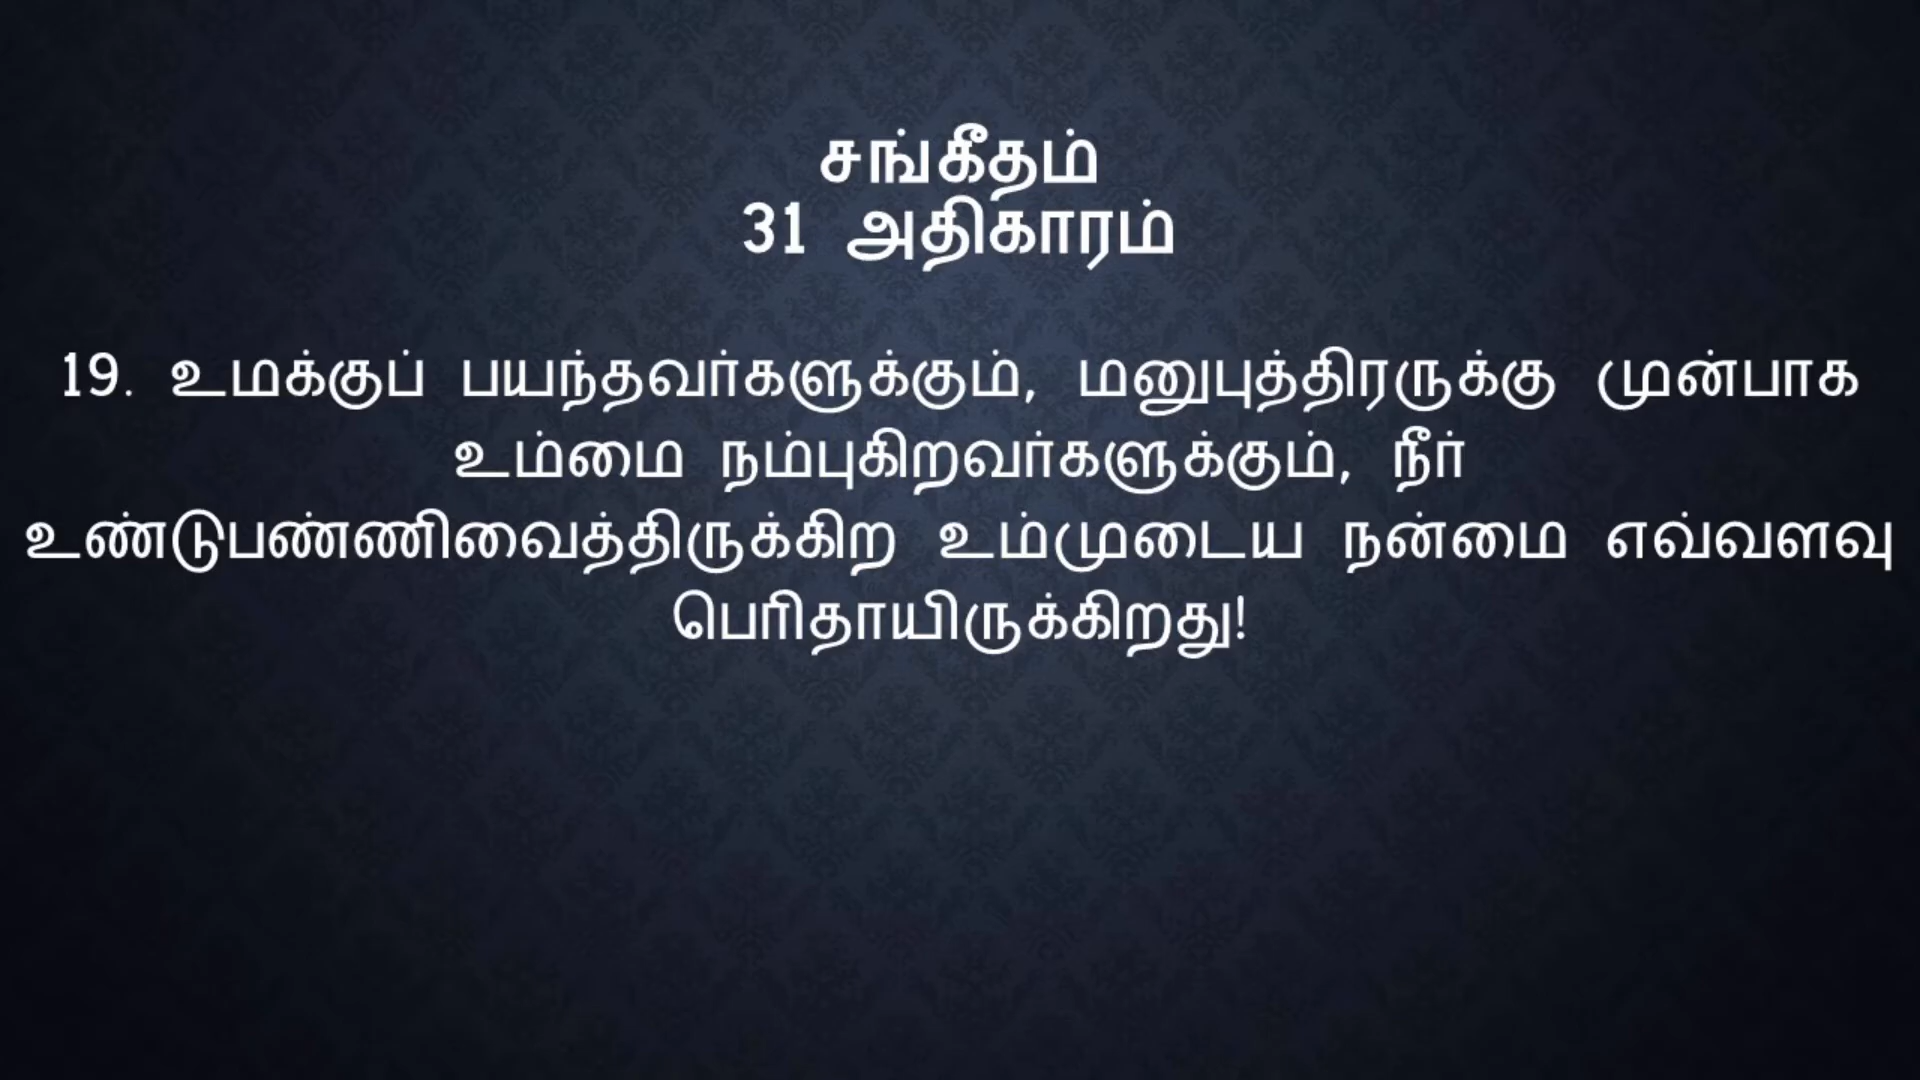 சங்கீதம்
31 அதிகாரம்
19. உமக்குப் பயந்தவர்களுக்கும், மனுபுத்திரருக்கு முன்பாக
உம்மை நம்புகிறவர்களுக்கும், நீர்
உண்டுபண்ணிவைத்திருக்கிற உம்முடைய நன்மை எவ்வளவு
பெரிதாயிருக்கிறது!